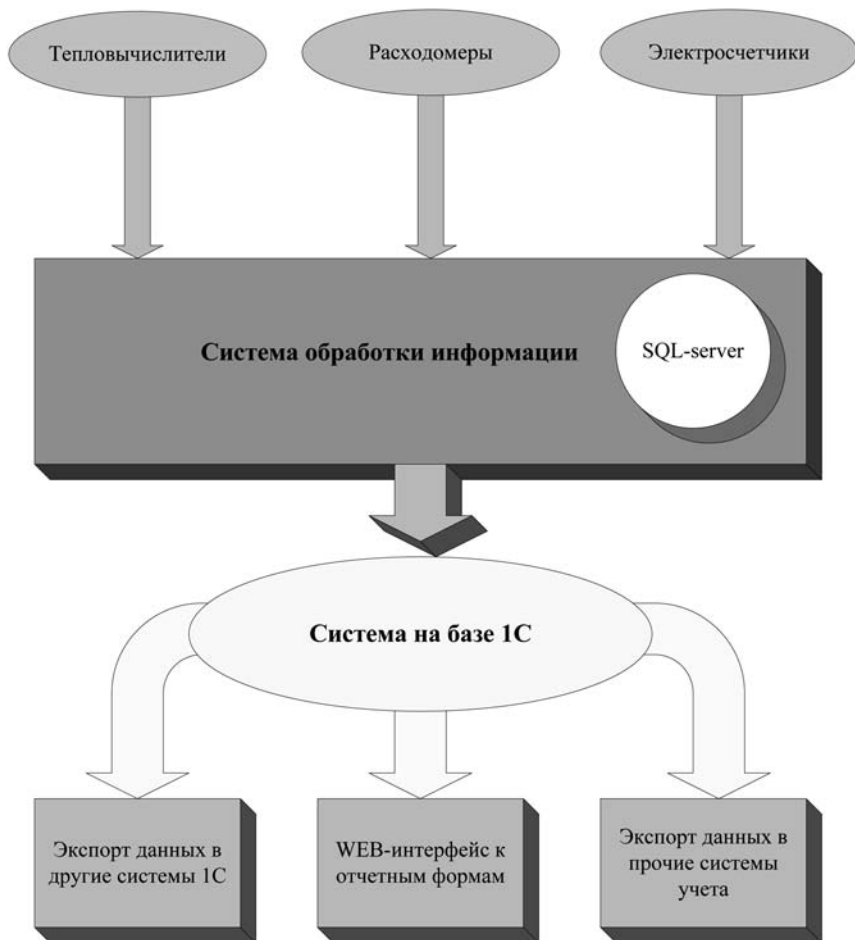 Тепловычислители
Расходомеры
Электросчетчики
Система обработки информации
SQL-server
Система на базе 1С
Экспорт данных в
другие системы 1С
WEB-интерфейс к
отчетным формам
Экспорт данных в
прочие системы
учета